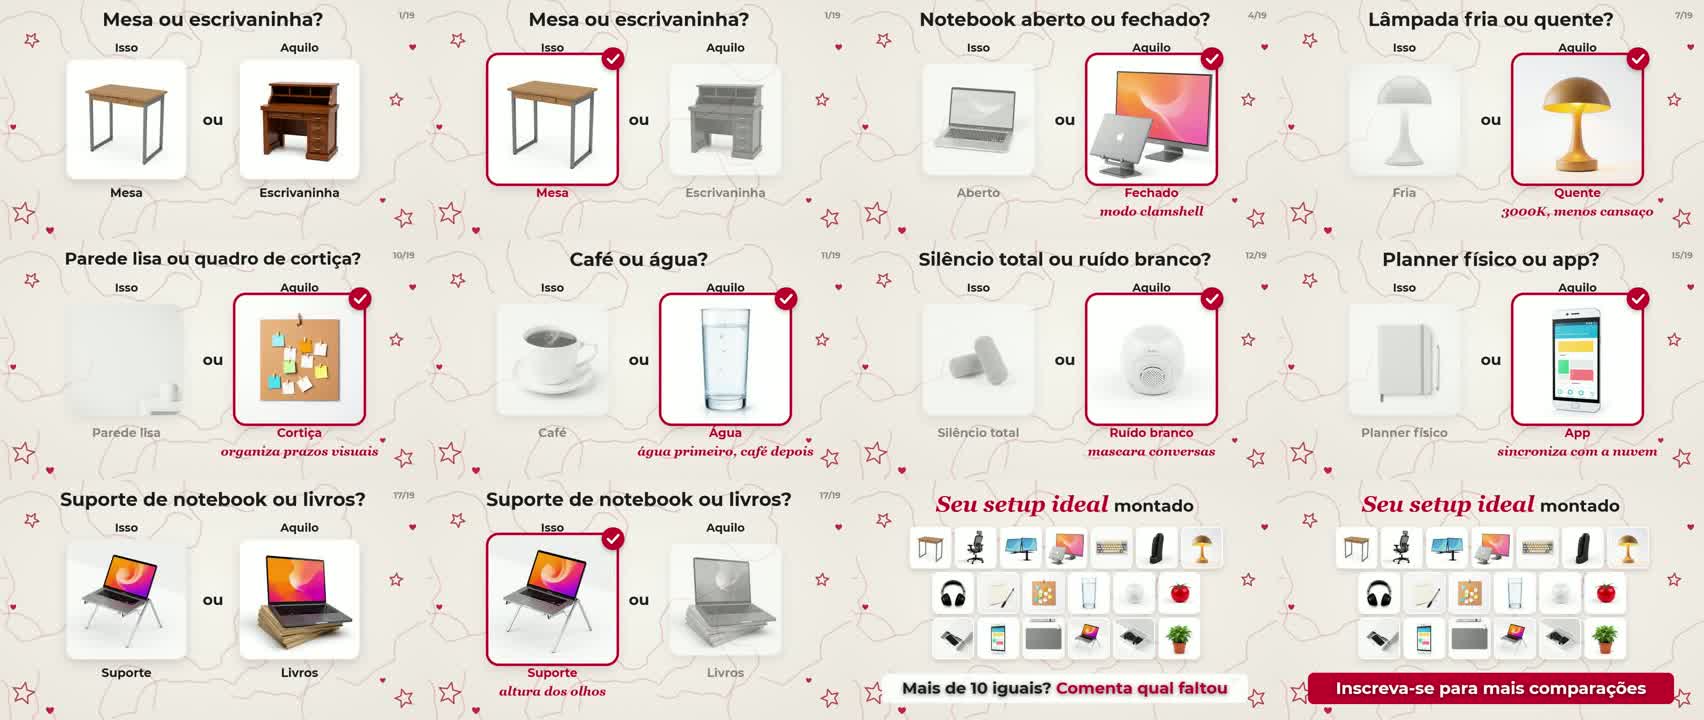 Mesa ou escrivaninha?
1/19
Isso
Aquilo
ou
Mesa
Escrivaninha
Mesa ou escrivaninha?
1/19
Isso
Aquilo
ou
Mesa
Escrivaninha
Notebook aberto ou fechado?
4/19
Isso
Aquilo
ou
Aberto
Fechado
modo clamshell
Lâmpada fria ou quente?
7/19
Isso
Aquilo
ou
Fria
Quente
3000K, menos cansaço
Parede lisa ou quadro de cortiça?
10/19
Isso
Aquilo
ou
Parede lisa
Cortiça
organiza prazos visuais
Café ou água?
11/19
Isso
Aquilo
ou
Café
Água
água primeiro, café depois
Silêncio total ou ruído branco?
12/19
Isso
Aquilo
ou
Silêncio total
Ruído branco
mascara conversas
Planner físico ou app?
15/19
Isso
Aquilo
ou
Planner físico
App
sincroniza com a nuvem
Suporte de notebook ou livros?
17/19
Isso
Aquilo
ou
Suporte
Livros
Suporte de notebook ou livros?
17/19
Isso
Aquilo
ou
Suporte
Livros
altura dos olhos
Seu setup ideal montado
Mais de 10 iguais? Comenta qual faltou
Seu setup ideal montado
Inscreva-se para mais comparações